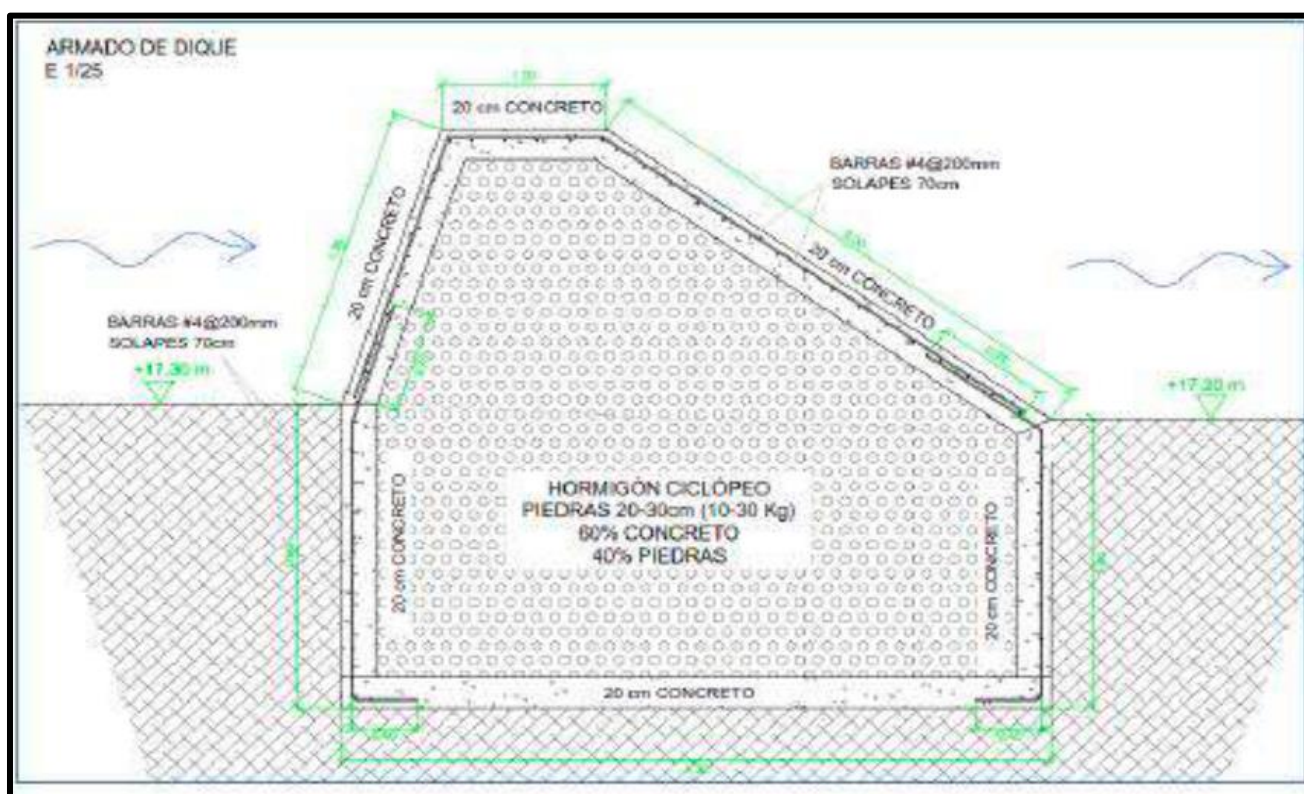 ARMADO DE DIQUE
E 1/25
20 cm CONCRETO
20 cm CONCRETO
BARRAS #4@200mm
SOLAPES 70cm
20 cm CONCRETO
BARRAS #4@200mm
SOLAPES 70cm
+17.30 m
+17.20 m
HORMIGÓN CICLÓPEO
PIEDRAS 20-30cm (10-30 Kg)
60% CONCRETO
40% PIEDRAS
20 cm CONCRETO
20 cm CONCRETO
20 cm CONCRETO